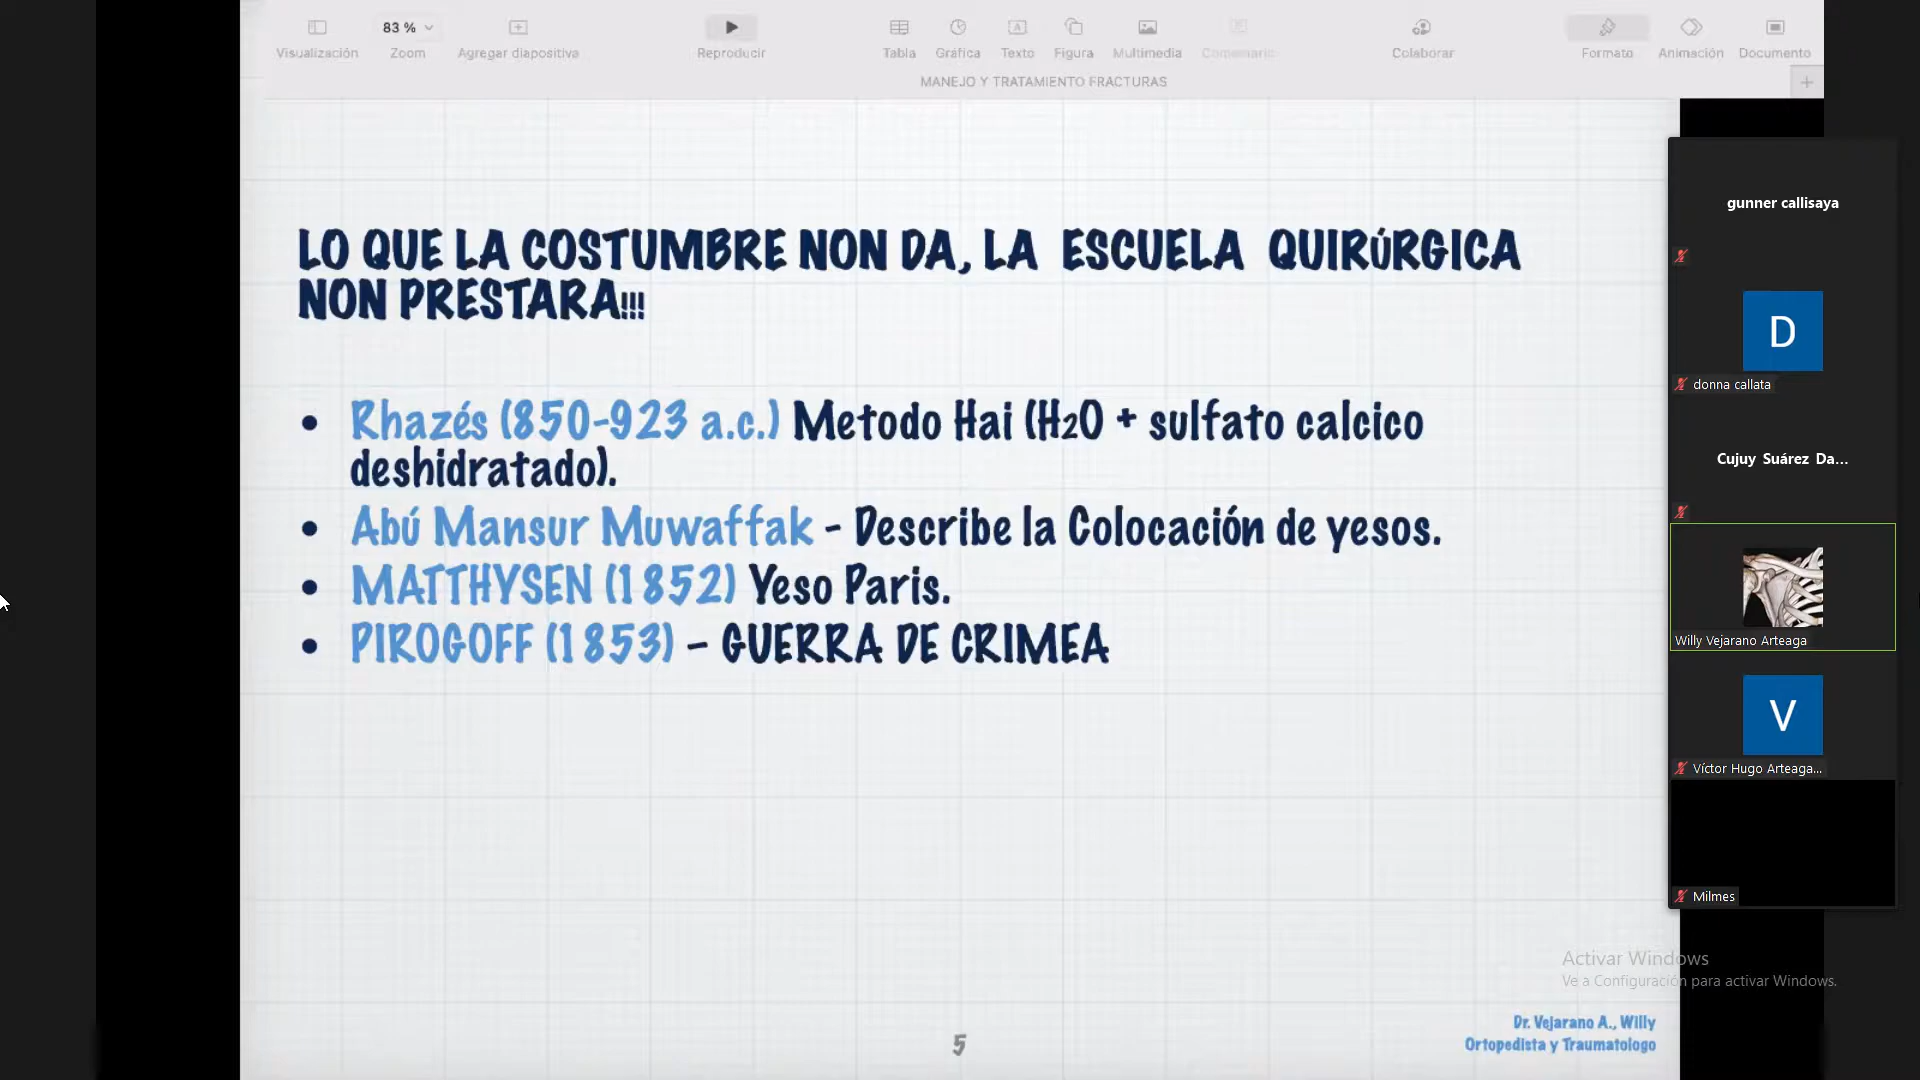 83 %
Visualización Zoom Agregar diapositiva Reproducir Tabla Gráfica Texto Figura Multimedia Comentario Colaborar Formato Animación Documento
MANEJO Y TRATAMIENTO FRACTURAS
LO QUE LA COSTUMBRE NON DA, LA ESCUELA QUIRÚRGICA
NON PRESTARA!!!
• Rhazés (850-923 a.c.) Metodo Hai (H2O + sulfato calcico
deshidratado).
• Abú Mansur Muwaffak - Describe la Colocación de yesos.
• MATTHYSEN (1852) Yeso Paris.
• PIROGOFF (1853) – GUERRA DE CRIMEA
5
Dr. Vejarano A., Willy
Ortopedista y Traumatologo
gunner callisaya
D
donna callata
Cujuy Suárez Da...
Willy Vejarano Arteaga
V
Víctor Hugo Arteaga...
Milmes
Activar Windows
Ve a Configuración para activar Windows.